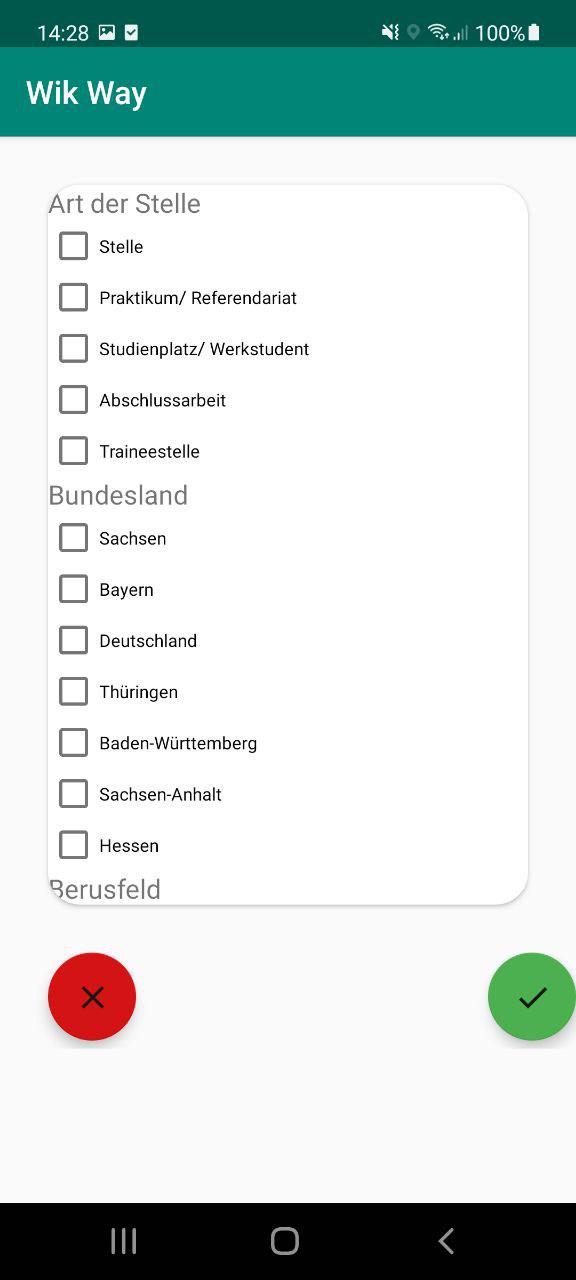 14:28 100%
Wik Way
Art der Stelle
Stelle
Praktikum/ Referendariat
Studienplatz/ Werkstudent
Abschlussarbeit
Traineestelle
Bundesland
Sachsen
Bayern
Deutschland
Thüringen
Baden-Württemberg
Sachsen-Anhalt
Hessen
Berusfeld